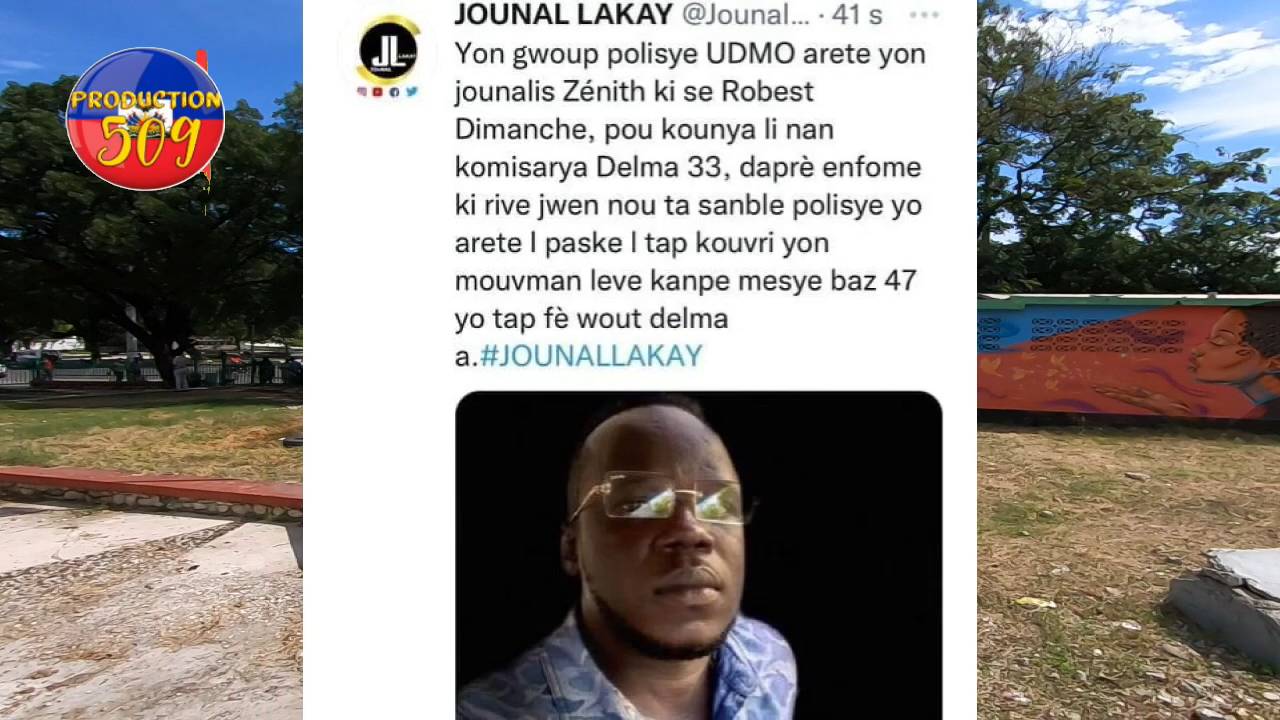 JOUNAL LAKAY @Jounal... · 41 s
Yon gwoup polisye UDMO arete yon
jounalis Zénith ki se Robest
Dimanche, pou kounya li nan
komisarya Delma 33, daprè enfome
ki rive jwen nou ta sanble polisye yo
arete l paske l tap kouvri yon
mouvman leve kanpe mesye baz 47
yo tap fè wout delma
a.#JOUNALLAKAY
PRODUCTION
509
JL
LAKAY